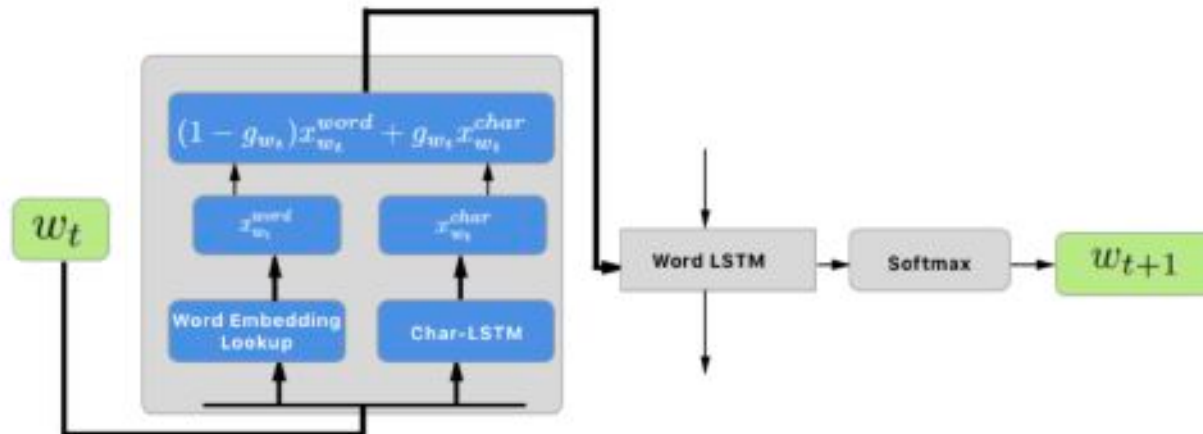 (1 − g_{w_t})x_{w_t}^{word} + g_{w_t}x_{w_t}^{char}
x_{w_t}^{word}
x_{w_t}^{char}
w_t
Word Embedding
Lookup
Char-LSTM
Word LSTM
Softmax
w_{t+1}